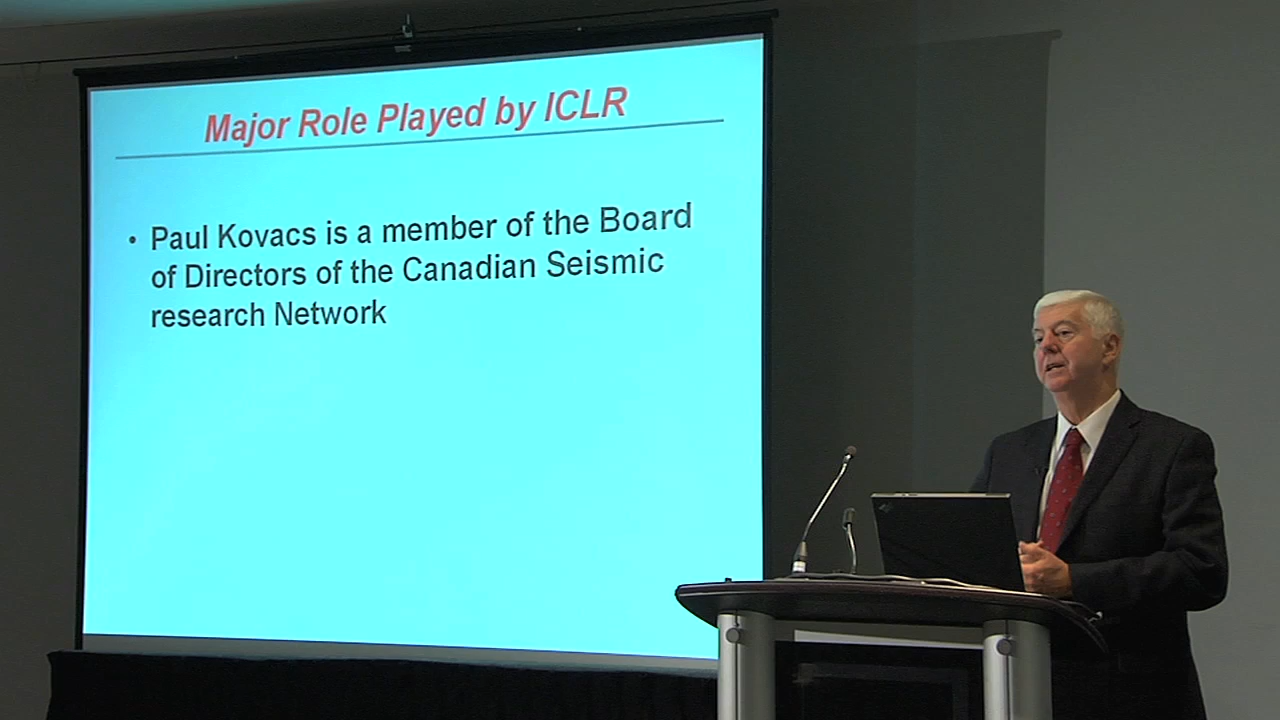 Major Role Played by ICLR
• Paul Kovacs is a member of the Board
of Directors of the Canadian Seismic
research Network